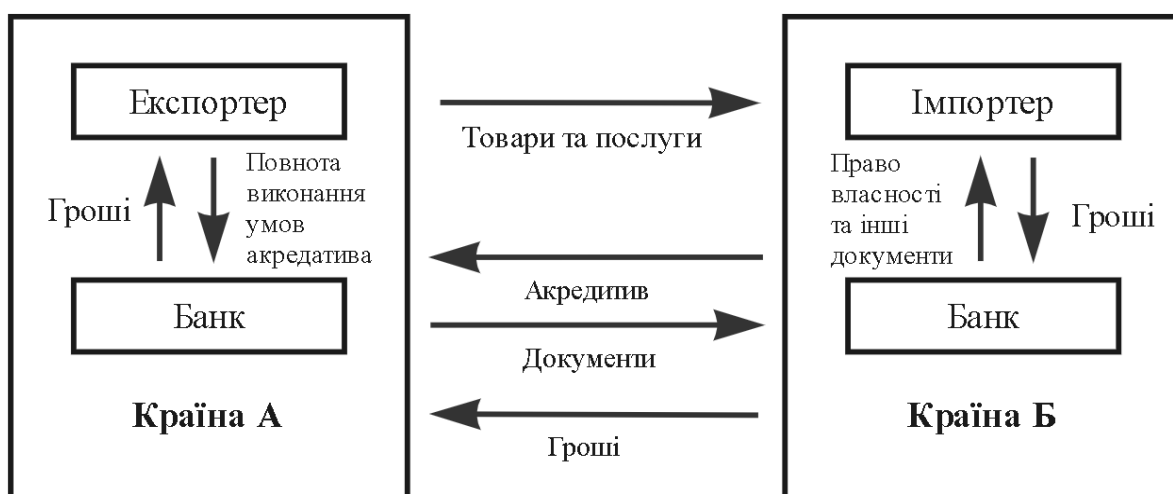 Експортер
Гроші
Повнота
виконання
умов
акредатива
Банк
Країна А
Товари та послуги
Акредитив
Документи
Гроші
Імпортер
Право
власності
та інші
документи
Гроші
Банк
Країна Б